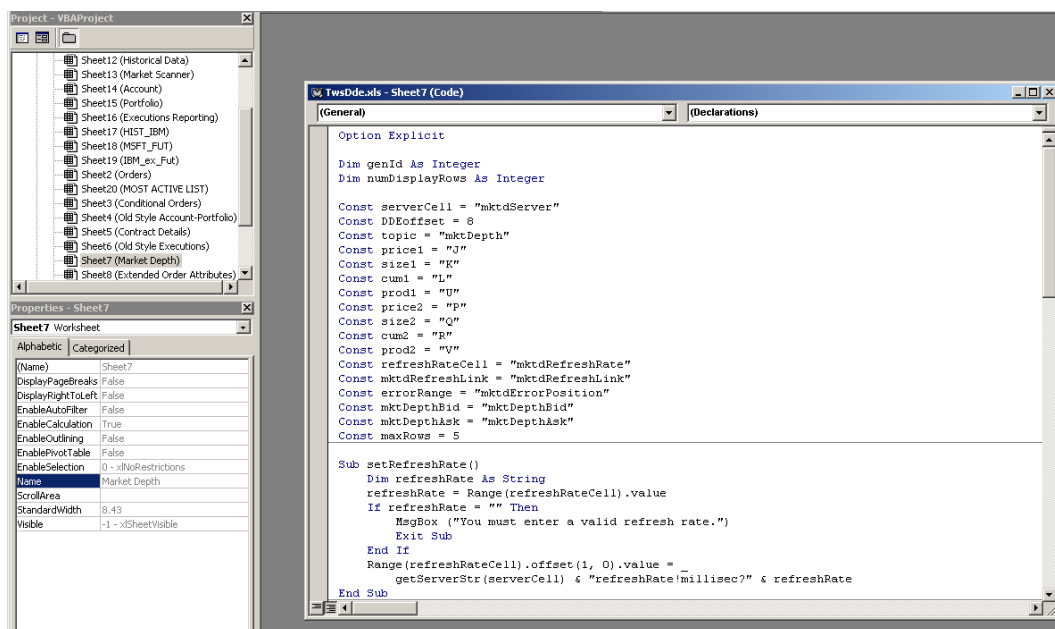 Project - VBAProject
Sheet12 (Historical Data)
Sheet13 (Market Scanner)
Sheet14 (Account)
Sheet15 (Portfolio)
Sheet16 (Executions Reporting)
Sheet17 (HIST_IBM)
Sheet18 (MSFT_FUT)
Sheet19 (IBM_ex_Fut)
Sheet2 (Orders)
Sheet20 (MOST ACTIVE LIST)
Sheet3 (Conditional Orders)
Sheet4 (Old Style Account-Portfolio)
Sheet5 (Contract Details)
Sheet6 (Old Style Executions)
Sheet7 (Market Depth)
Sheet8 (Extended Order Attributes)
Properties - Sheet7
Sheet7 Worksheet
Alphabetic Categorized
(Name) Sheet7
DisplayPageBreaks False
DisplayRightToLeft False
EnableAutoFilter False
EnableCalculation True
EnableOutlining False
EnablePivotTable False
EnableSelection 0 - xlNoRestrictions
Name Market Depth
ScrollArea
StandardWidth 8.43
Visible -1 - xlSheetVisible
TwsDde.xls - Sheet7 (Code)
(General) (Declarations)
Option Explicit
Dim genId As Integer
Dim numDisplayRows As Integer
Const serverCell = "mktdServer"
Const DDEoffset = 8
Const topic = "mktDepth"
Const price1 = "J"
Const size1 = "K"
Const cum1 = "L"
Const prod1 = "U"
Const price2 = "P"
Const size2 = "Q"
Const cum2 = "R"
Const prod2 = "V"
Const refreshRateCell = "mktdRefreshRate"
Const mktdRefreshLink = "mktdRefreshLink"
Const errorRange = "mktdErrorPosition"
Const mktDepthBid = "mktDepthBid"
Const mktDepthAsk = "mktDepthAsk"
Const maxRows = 5
Sub setRefreshRate()
Dim refreshRate As String
refreshRate = Range(refreshRateCell).value
If refreshRate = "" Then
MsgBox ("You must enter a valid refresh rate.")
Exit Sub
End If
Range(refreshRateCell).offset(1, 0).value = _
getServerStr(serverCell) & "refreshRate!millisec?" & refreshRate
End Sub